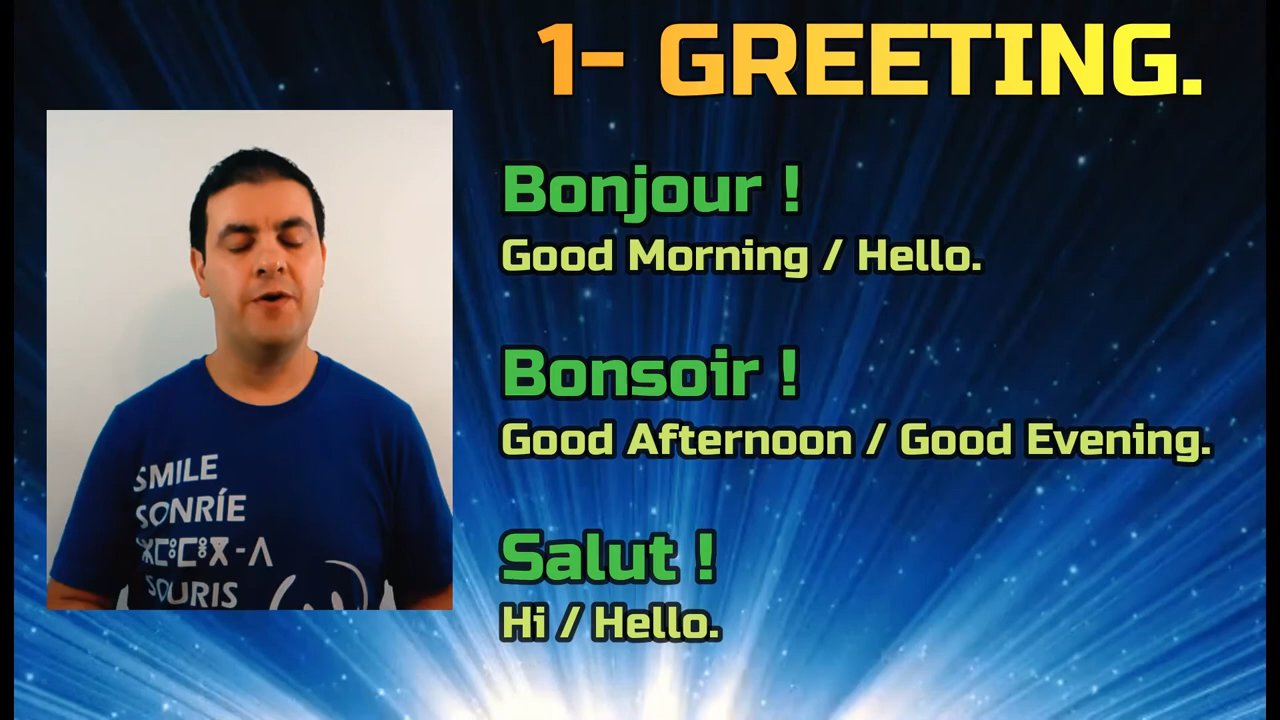 1- GREETING.
Bonjour !
Good Morning / Hello.
Bonsoir !
Good Afternoon / Good Evening.
Salut !
Hi / Hello.
SMILE
SONRÍE
SOURIS